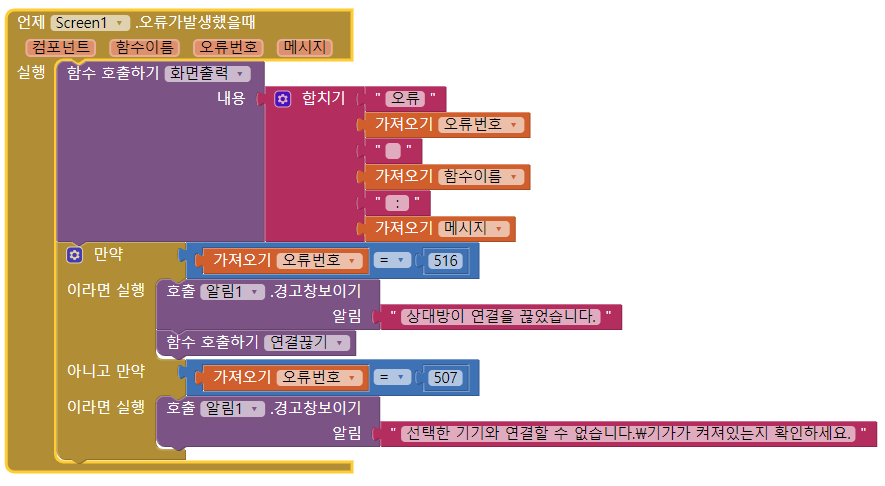 언제 Screen1 .오류가발생했을때
컴포넌트 함수이름 오류번호 메시지
실행 함수 호출하기 화면출력
내용 합치기 " 오류 "
가져오기 오류번호
" "
가져오기 함수이름
" : "
가져오기 메시지
만약 가져오기 오류번호 = 516
이라면 실행 호출 알림1 .경고창보이기
알림 " 상대방이 연결을 끊었습니다. "
함수 호출하기 연결끊기
아니고 만약 가져오기 오류번호 = 507
이라면 실행 호출 알림1 .경고창보이기
알림 " 선택한 기기와 연결할 수 없습니다.₩기가가 켜져있는지 확인하세요. "